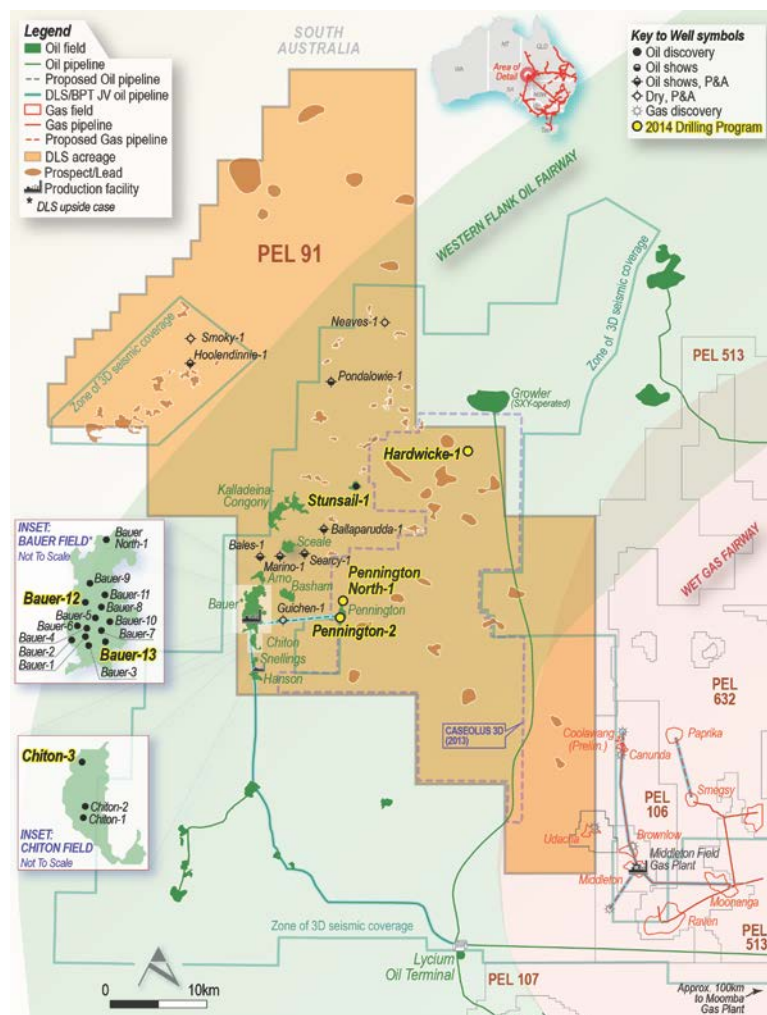 Legend
Oil field
Oil pipeline
Proposed Oil pipeline
DLS/BPT JV oil pipeline
Gas field
Gas pipeline
Proposed Gas pipeline
DLS acreage
Prospect/Lead
Production facility
* DLS upside case
SOUTH
AUSTRALIA
WA
NT
QLD
SA
NSW
Area of
Detail
Key to Well symbols
Oil discovery
Oil shows
Oil shows, P&A
Dry, P&A
Gas discovery
2014 Drilling Program
WESTERN FLANK OIL FAIRWAY
PEL 91
Zone of 3D seismic coverage
Smoky-1
Hoolendinnie-1
Zone of 3D seismic coverage
Neaves-1
Pondalowie-1
PEL 513
Growler
(SXY-operated)
Hardwicke-1
Kalladeina-
Congony
Stunsail-1
Ballaparudda-1
Sceale
Bales-1
Marino-1
Searcy-1
Arno
Basham
Pennington
North-1
Bauer
Guichen-1
Pennington
Pennington-2
Chiton
Snellings
Hanson
WET GAS FAIRWAY
INSET:
BAUER FIELD*
Not To Scale
Bauer
North-1
Bauer-9
Bauer-11
Bauer-12
Bauer-8
Bauer-5
Bauer-10
Bauer-6
Bauer-7
Bauer-4
Bauer-2
Bauer-13
Bauer-1
Bauer-3
CASEOLUS 3D
(2013)
PEL
632
Coolawang
(Prelim.)
Paprika
Canunda
Smegsy
PEL
106
Udacha
Brownlow
Middleton Field
Gas Plant
Middleton
Moonanga
Raven
PEL
513
Chiton-3
Chiton-2
Chiton-1
INSET:
CHITON FIELD
Not To Scale
Zone of 3D seismic coverage
Lycium
Oil Terminal
PEL 107
0
10km
Approx. 100km
to Moomba
Gas Plant